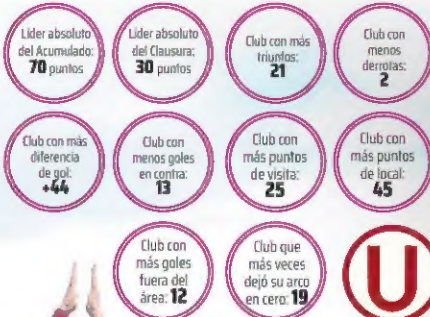 Líder absoluto
del Acumulado:
70 puntos
Líder absoluto
del Clausura:
30 puntos
Club con más
triunfos:
21
Club con
menos
derrotas:
2
Club con más
diferencia
de gol:
+44
Club con
menos goles
en contra:
13
Club con
más puntos
de visita:
25
Club con
más puntos
de local:
45
Club con
más goles
fuera del
área: 12
Club que
más veces
dejó su arco
en cero: 19
U